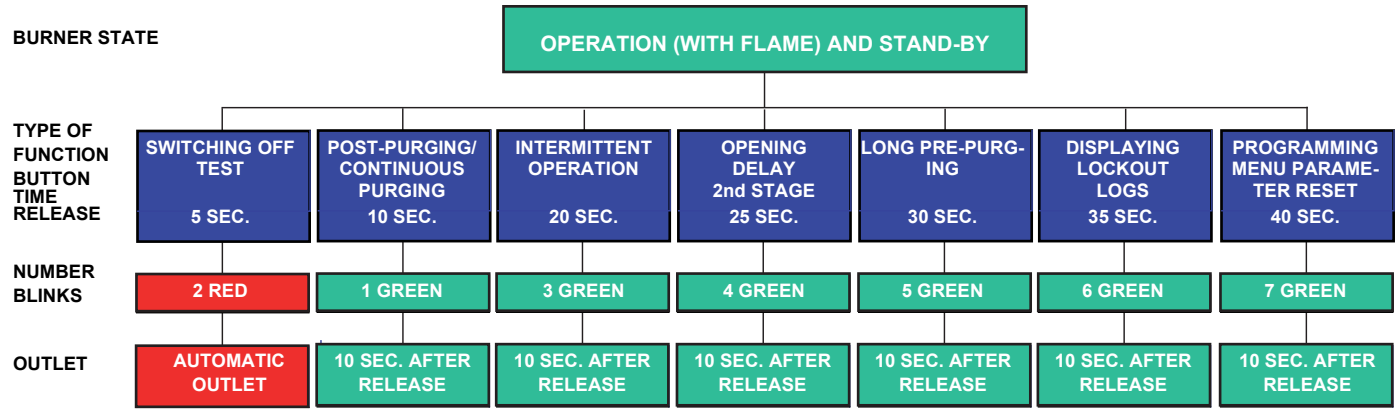 BURNER STATE
OPERATION (WITH FLAME) AND STAND-BY
TYPE OF
FUNCTION
BUTTON
TIME
RELEASE
SWITCHING OFF
TEST
5 SEC.
POST-PURGING/
CONTINUOUS
PURGING
10 SEC.
INTERMITTENT
OPERATION
20 SEC.
OPENING
DELAY
2nd STAGE
25 SEC.
LONG PRE-PURG-
ING
30 SEC.
DISPLAYING
LOCKOUT
LOGS
35 SEC.
PROGRAMMING
MENU PARAME-
TER RESET
40 SEC.
NUMBER
BLINKS
2 RED
1 GREEN
3 GREEN
4 GREEN
5 GREEN
6 GREEN
7 GREEN
OUTLET
AUTOMATIC
OUTLET
10 SEC. AFTER
RELEASE
10 SEC. AFTER
RELEASE
10 SEC. AFTER
RELEASE
10 SEC. AFTER
RELEASE
10 SEC. AFTER
RELEASE
10 SEC. AFTER
RELEASE